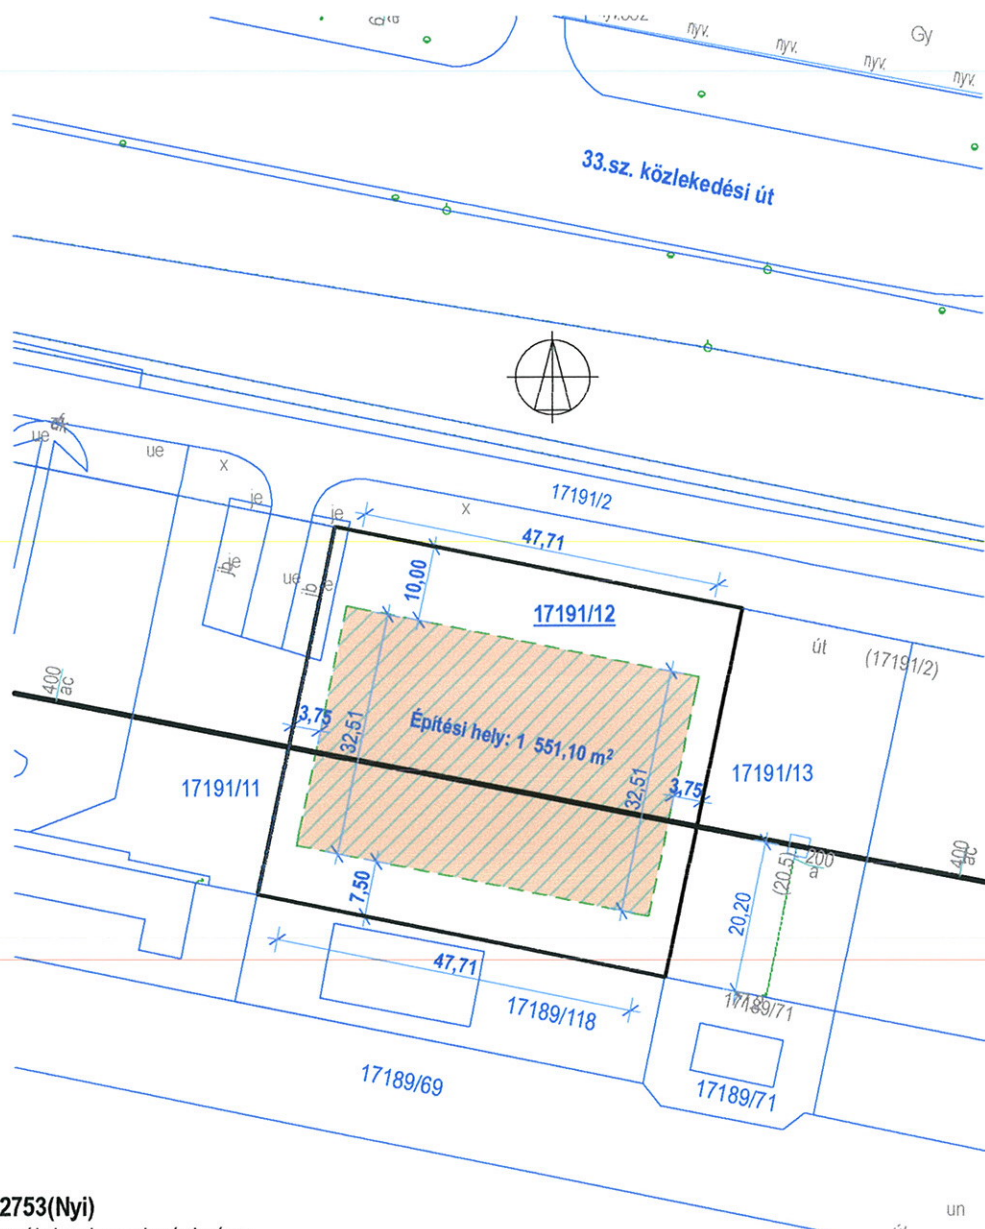 Gy
nyv.
nyv.
nyv.
nyv.
33.sz. közlekedési út
ue
ue
x
je
je
x
17191/2
47,71
10,00
17191/12
út
(17191/2)
ue
jb
400
ac
3,75
32,51
Építési hely: 1 551,10 m²
32,51
3,75
17191/11
17191/13
400
ac
(20.5)
200
a
7,50
20,20
47,71
17189/118
17189/71
17189/69
17189/71
2753(Nyi)
un